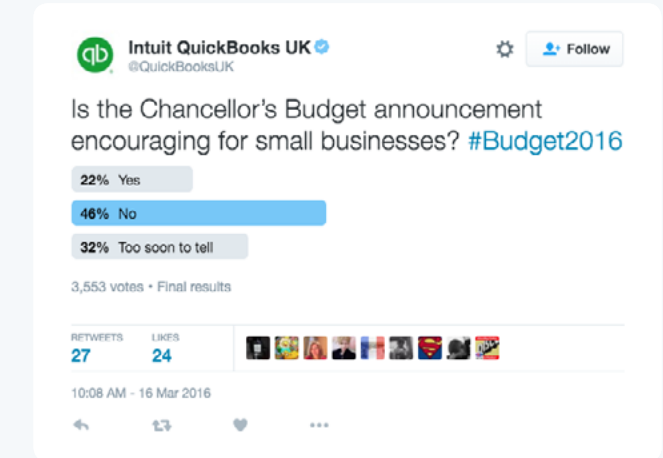 qb
Intuit QuickBooks UK
@QuickBooksUK
Follow
Is the Chancellor's Budget announcement
encouraging for small businesses? #Budget2016
22% Yes
46% No
32% Too soon to tell
3,553 votes • Final results
RETWEETS LIKES
27 24
10:08 AM - 16 Mar 2016